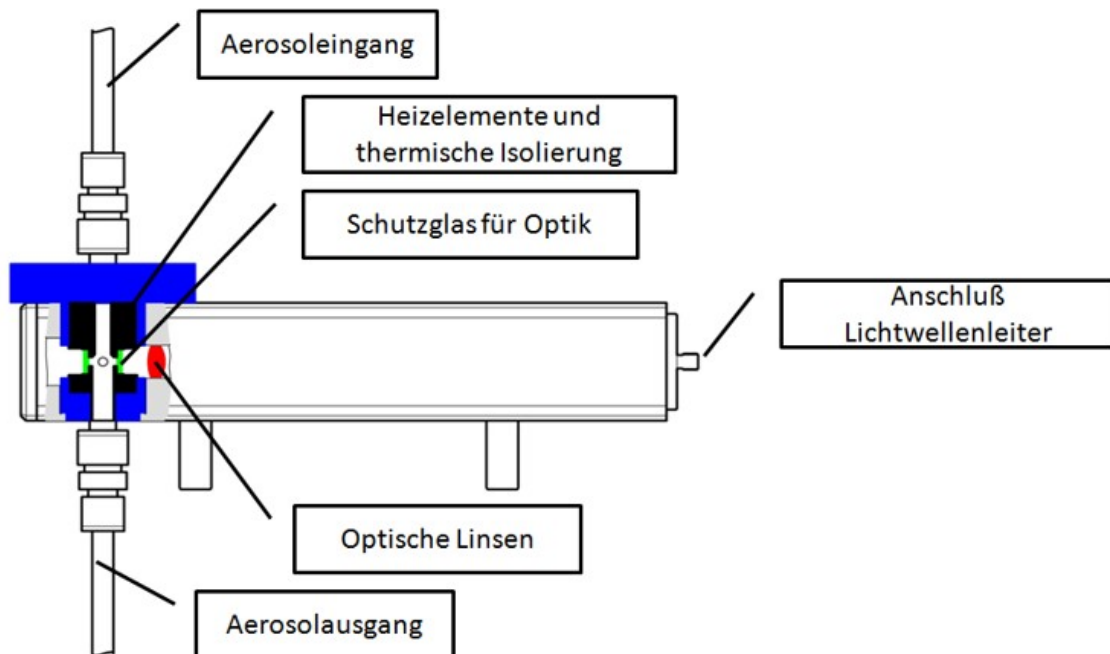 Aerosoleingang
Heizelemente und
thermische Isolierung
Schutzglas für Optik
Anschluß
Lichtwellenleiter
Optische Linsen
Aerosolausgang